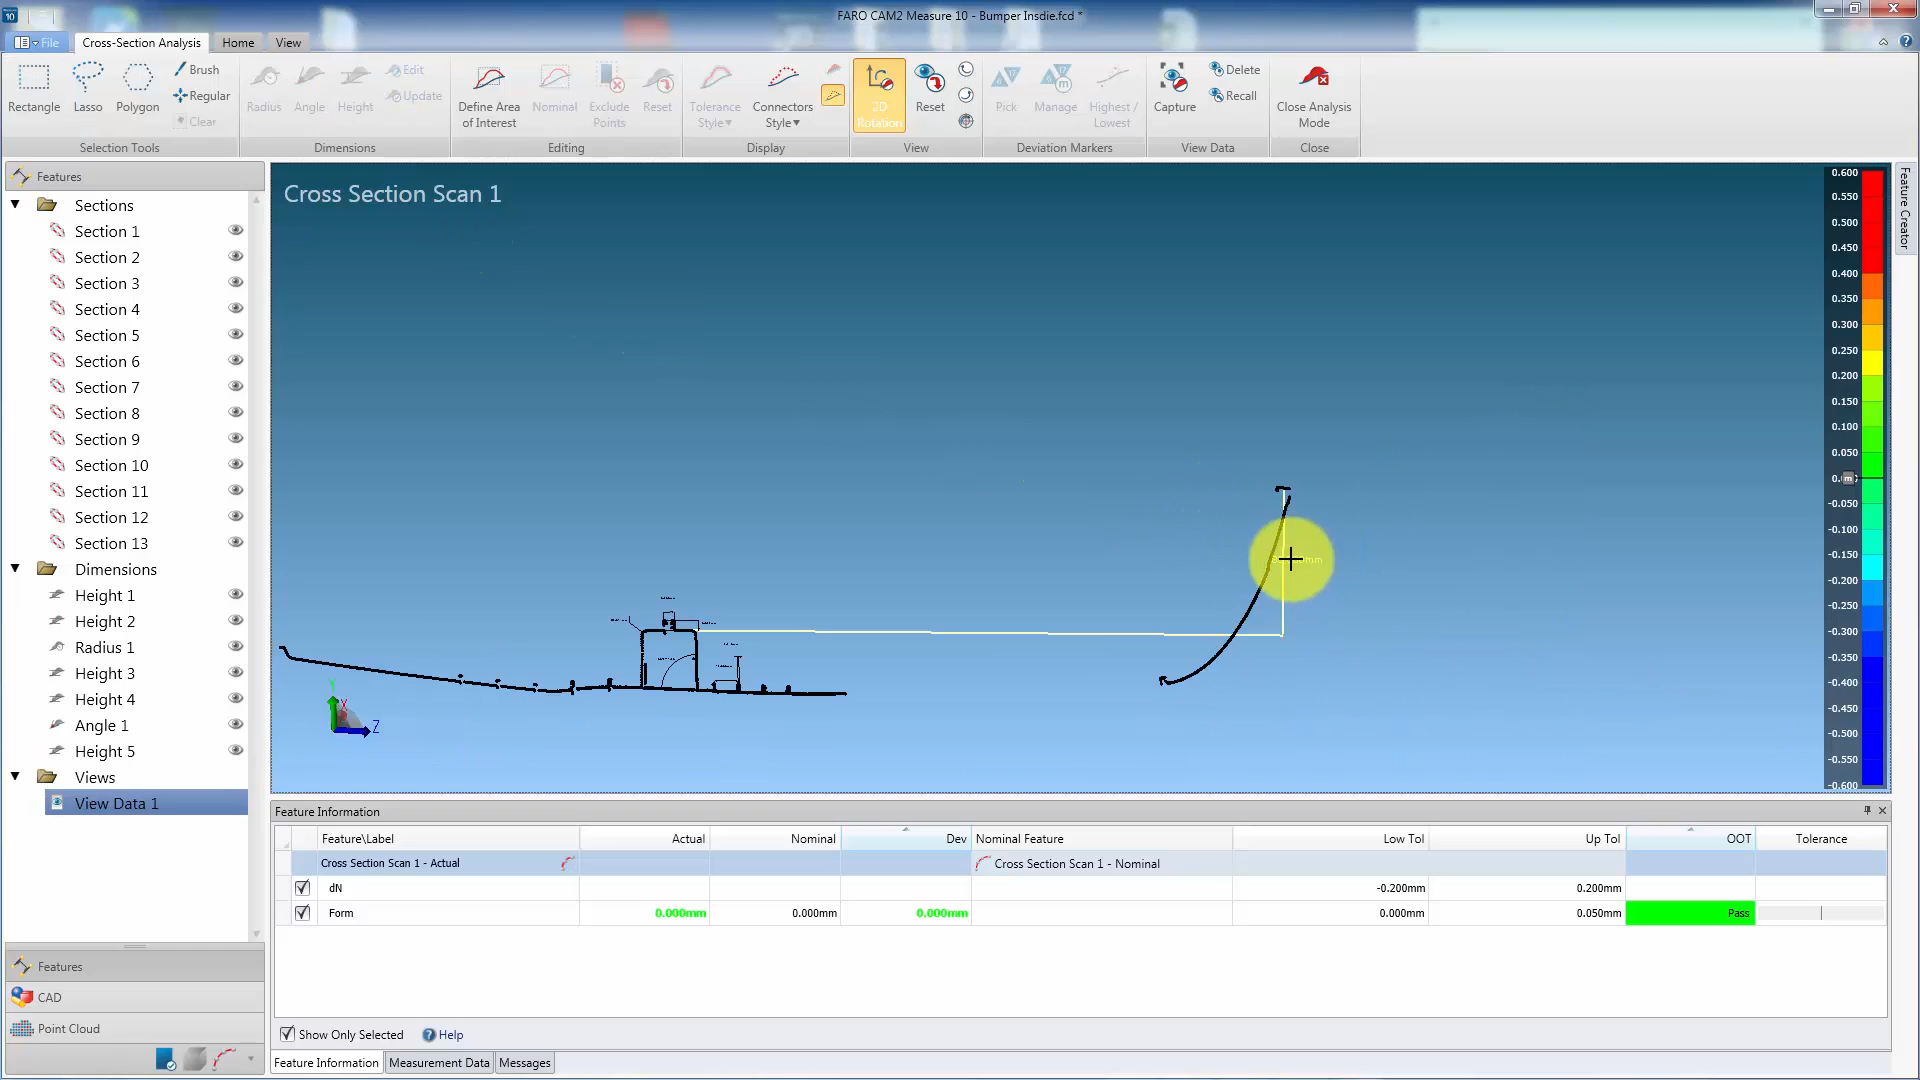 FARO CAM2 Measure 10 - Bumper Insdie.fcd *
File
Cross-Section Analysis
Home
View
Rectangle
Lasso
Polygon
Brush
Regular
Clear
Selection Tools
Radius
Angle
Height
Edit
Update
Dimensions
Define Area
of Interest
Nominal
Exclude
Points
Reset
Editing
Tolerance
Style
Connectors
Style
Display
2D
Rotation
Reset
View
Pick
Manage
Highest /
Lowest
Deviation Markers
Capture
Delete
Recall
View Data
Close Analysis
Mode
Close
Features
Sections
Section 1
Section 2
Section 3
Section 4
Section 5
Section 6
Section 7
Section 8
Section 9
Section 10
Section 11
Section 12
Section 13
Dimensions
Height 1
Height 2
Radius 1
Height 3
Height 4
Angle 1
Height 5
Views
View Data 1
Features
CAD
Point Cloud
Cross Section Scan 1
Y
X
Z
0.600
0.550
0.500
0.450
0.400
0.350
0.300
0.250
0.200
0.150
0.100
0.050
m
-0.050
-0.100
-0.150
-0.200
-0.250
-0.300
-0.350
-0.400
-0.450
-0.500
-0.550
-0.600
Feature Creator
Feature Information
Feature\Label Actual Nominal Dev Nominal Feature Low Tol Up Tol OOT Tolerance
Cross Section Scan 1 - Actual Cross Section Scan 1 - Nominal
dN -0.200mm 0.200mm
Form 0.000mm 0.000mm 0.000mm 0.000mm 0.050mm Pass
Show Only Selected Help
Feature Information Measurement Data Messages